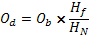 O_d = O_b × H_f / H_N